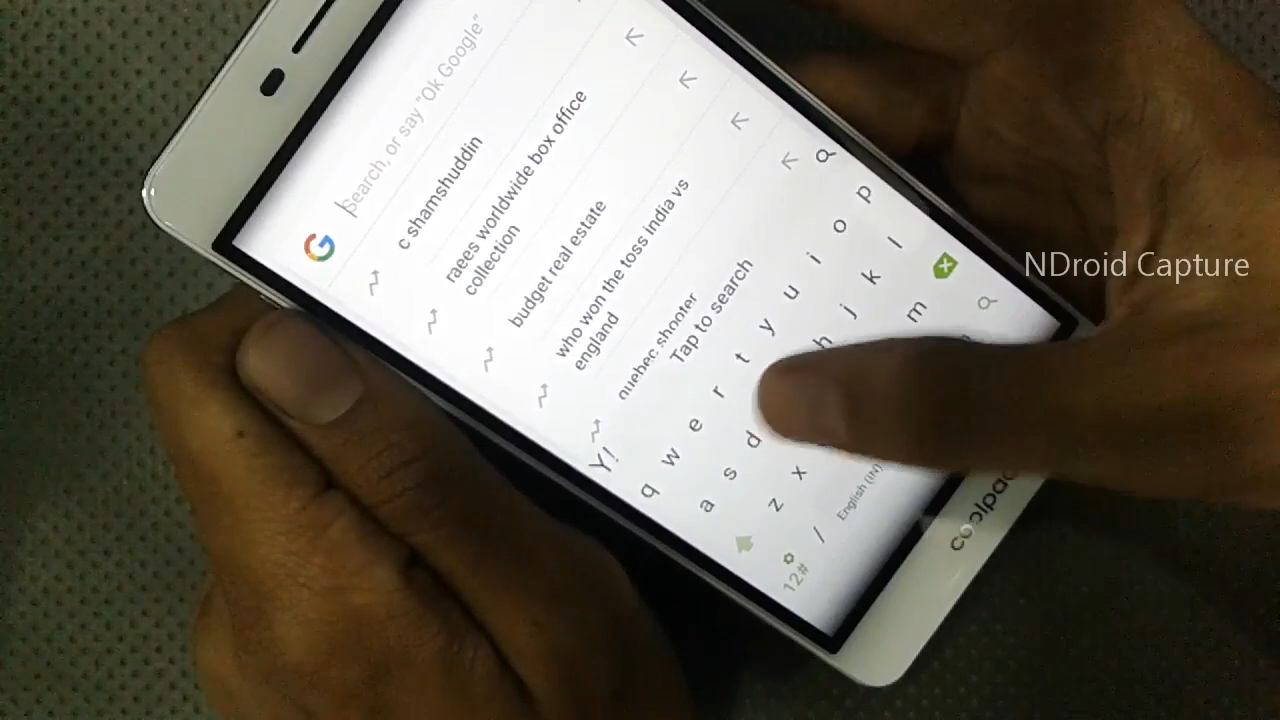 Search, or say "Ok Google"
c shamshuddin
raees worldwide box office
collection
budget real estate
who won the toss india vs
england
quebec shooter
Y!
Tap to search
q w e r t y u i o p
a s d h j k l
z x m
12# / English (IN)
coolpad
NDroid Capture